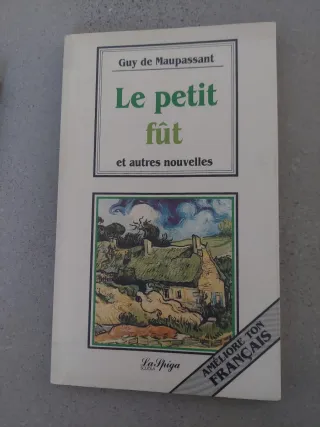 Guy de Maupassant
Le petit
fût
et autres nouvelles
AMÉLIORE TON
FRANÇAIS
La Spiga